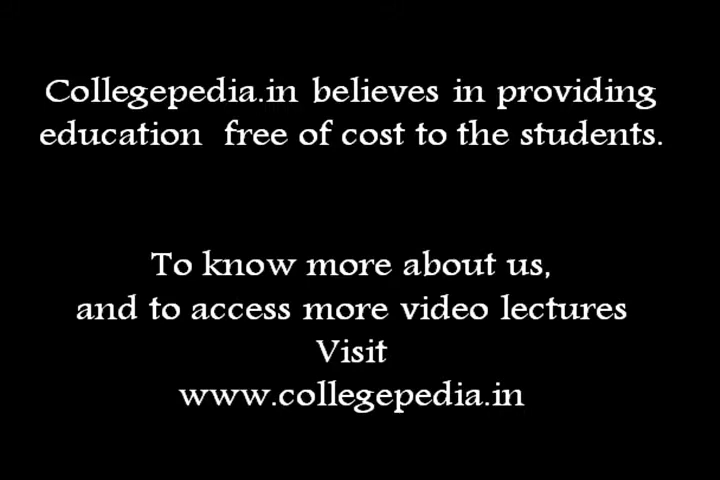 Collegepedia.in believes in providing
education free of cost to the students.
To know more about us,
and to access more video lectures
Visit
www.collegepedia.in